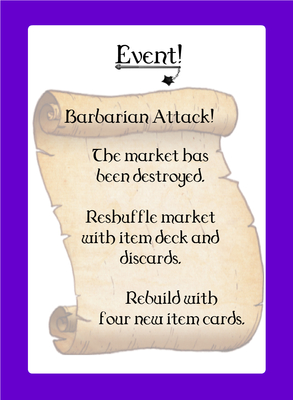 Event!
Barbarian Attack!
The market has
been destroyed.
Reshuffle market
with item deck and
discards.
Rebuild with
four new item cards.